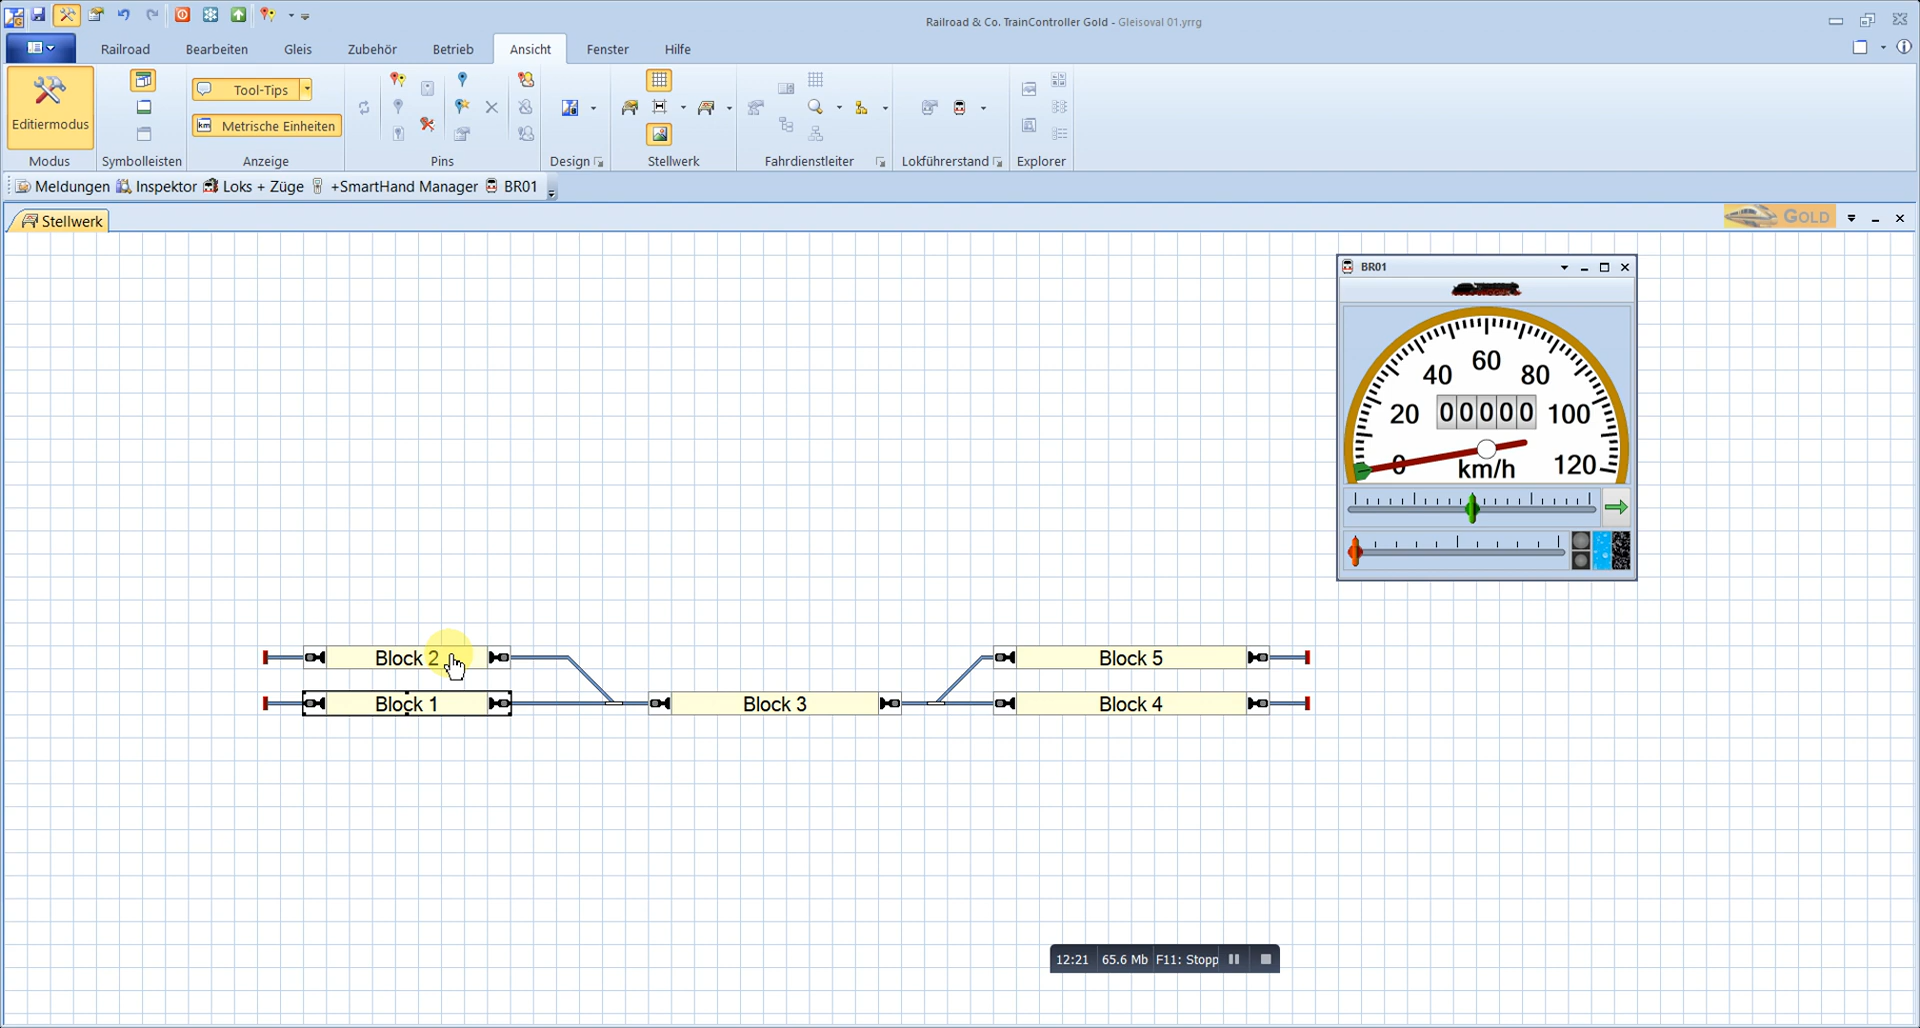 Railroad & Co. TrainController Gold - Gleisoval 01.yrrg
Railroad Bearbeiten Gleis Zubehör Betrieb Ansicht Fenster Hilfe
Tool-Tips
Editiermodus
Metrische Einheiten
Modus Symbolleisten Anzeige Pins Design Stellwerk Fahrdienstleiter Lokführerstand Explorer
Meldungen Inspektor Loks + Züge +SmartHand Manager BR01
Stellwerk
GOLD
BR01
60
40 80
20 00000 100
0 km/h 120
Block 2 Block 5
Block 1 Block 3 Block 4
12:21 65.6 Mb F11: Stopp